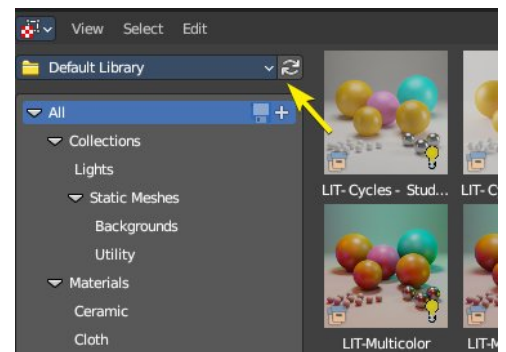 View Select Edit
Default Library
All
Collections
Lights
Static Meshes
Backgrounds
Utility
Materials
Ceramic
Cloth
LIT- Cycles - Stud... LIT- C
LIT-Multicolor LIT-M